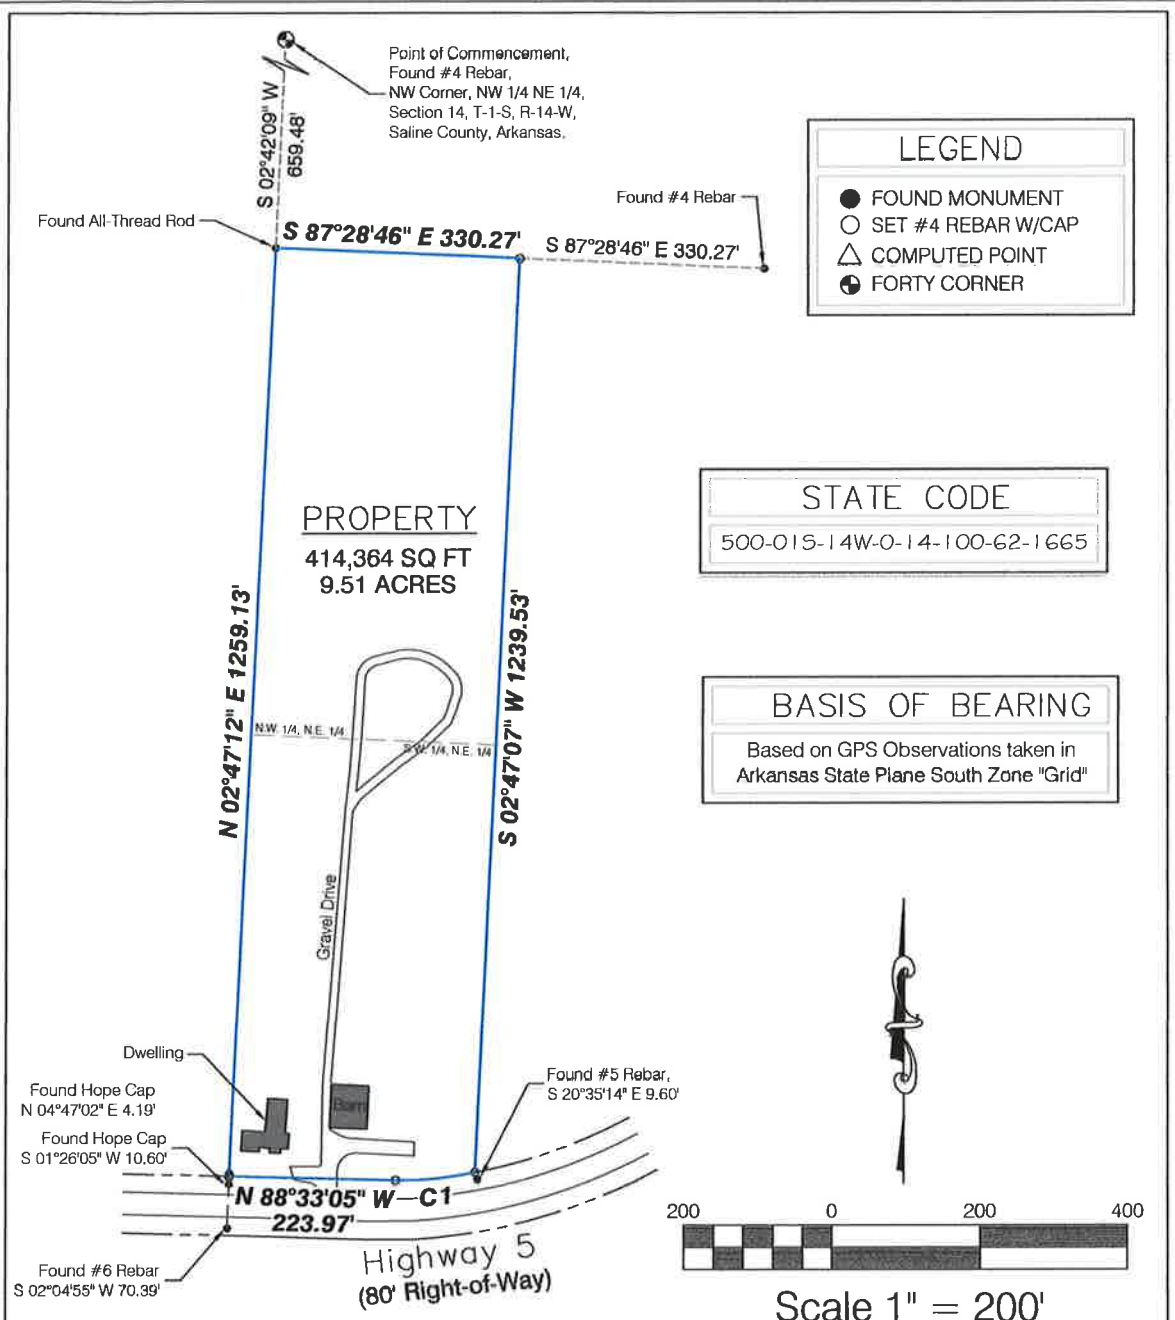 Point of Commencement,
Found #4 Rebar,
NW Corner, NW 1/4 NE 1/4,
Section 14, T-1-S, R-14-W,
Saline County, Arkansas.
S 02°42'09" W
659.48'
LEGEND
FOUND MONUMENT
SET #4 REBAR W/CAP
COMPUTED POINT
FORTY CORNER
Found #4 Rebar
Found All-Thread Rod
S 87°28'46" E 330.27'
S 87°28'46" E 330.27'
STATE CODE
500-01S-14W-0-14-100-62-1665
PROPERTY
414,364 SQ FT
9.51 ACRES
N 02°47'12" E 1259.13'
S 02°47'07" W 1239.53'
BASIS OF BEARING
Based on GPS Observations taken in
Arkansas State Plane South Zone "Grid"
N.W. 1/4, N.E. 1/4
S.W. 1/4, N.E. 1/4
Gravel Drive
Dwelling
Barn
Found Hope Cap
N 04°47'02" E 4.19'
Found #5 Rebar,
S 20°35'14" E 9.60'
Found Hope Cap
S 01°26'05" W 10.60'
N 88°33'05" W
223.97'
C1
Highway 5
(80' Right-of-Way)
Found #6 Rebar
S 02°04'55" W 70.39'
200 0 200 400
Scale 1" = 200'